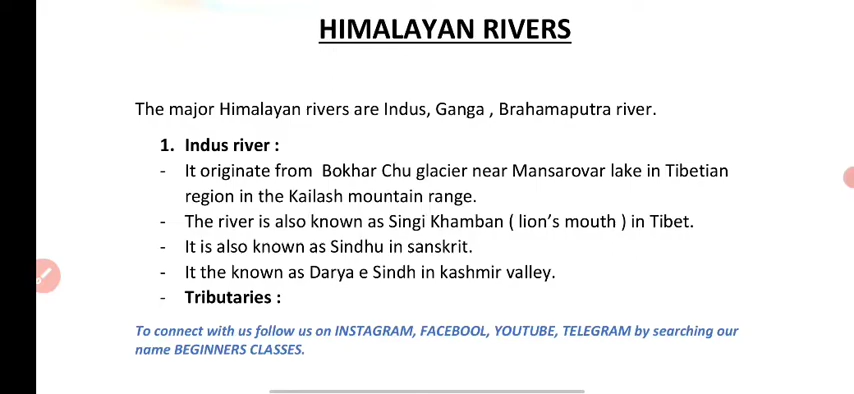 HIMALAYAN RIVERS
The major Himalayan rivers are Indus, Ganga , Brahamaputra river.
1. Indus river :
- It originate from Bokhar Chu glacier near Mansarovar lake in Tibetian
region in the Kailash mountain range.
- The river is also known as Singi Khamban ( lion's mouth ) in Tibet.
- It is also known as Sindhu in sanskrit.
- It the known as Darya e Sindh in kashmir valley.
- Tributaries :
To connect with us follow us on INSTAGRAM, FACEBOOL, YOUTUBE, TELEGRAM by searching our
name BEGINNERS CLASSES.